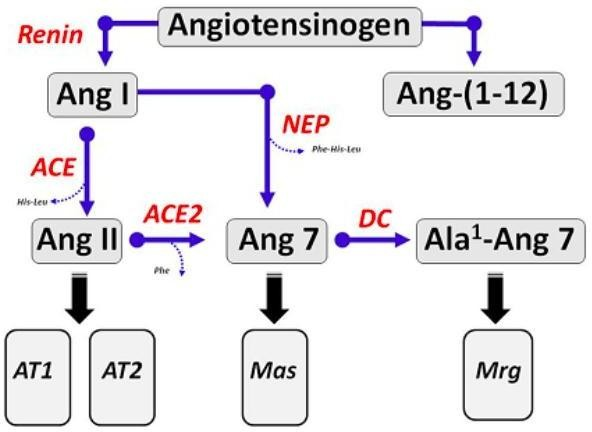 Angiotensinogen
Renin
Ang I
Ang-(1-12)
NEP
Phe-His-Leu
ACE
His-Leu
ACE2
DC
Ang II
Ang 7
Ala¹-Ang 7
Phe
AT1
AT2
Mas
Mrg